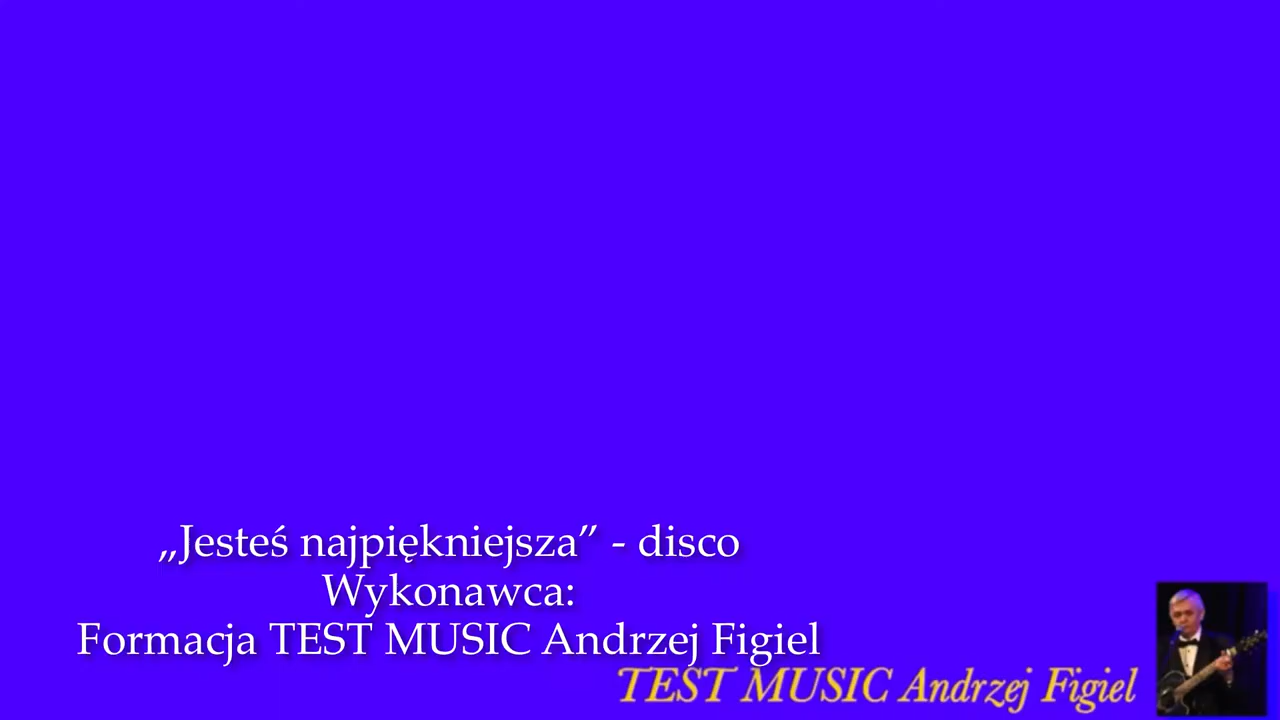 „Jesteś najpiękniejsza” - disco
Wykonawca:
Formacja TEST MUSIC Andrzej Figiel
TEST MUSIC Andrzej Figiel